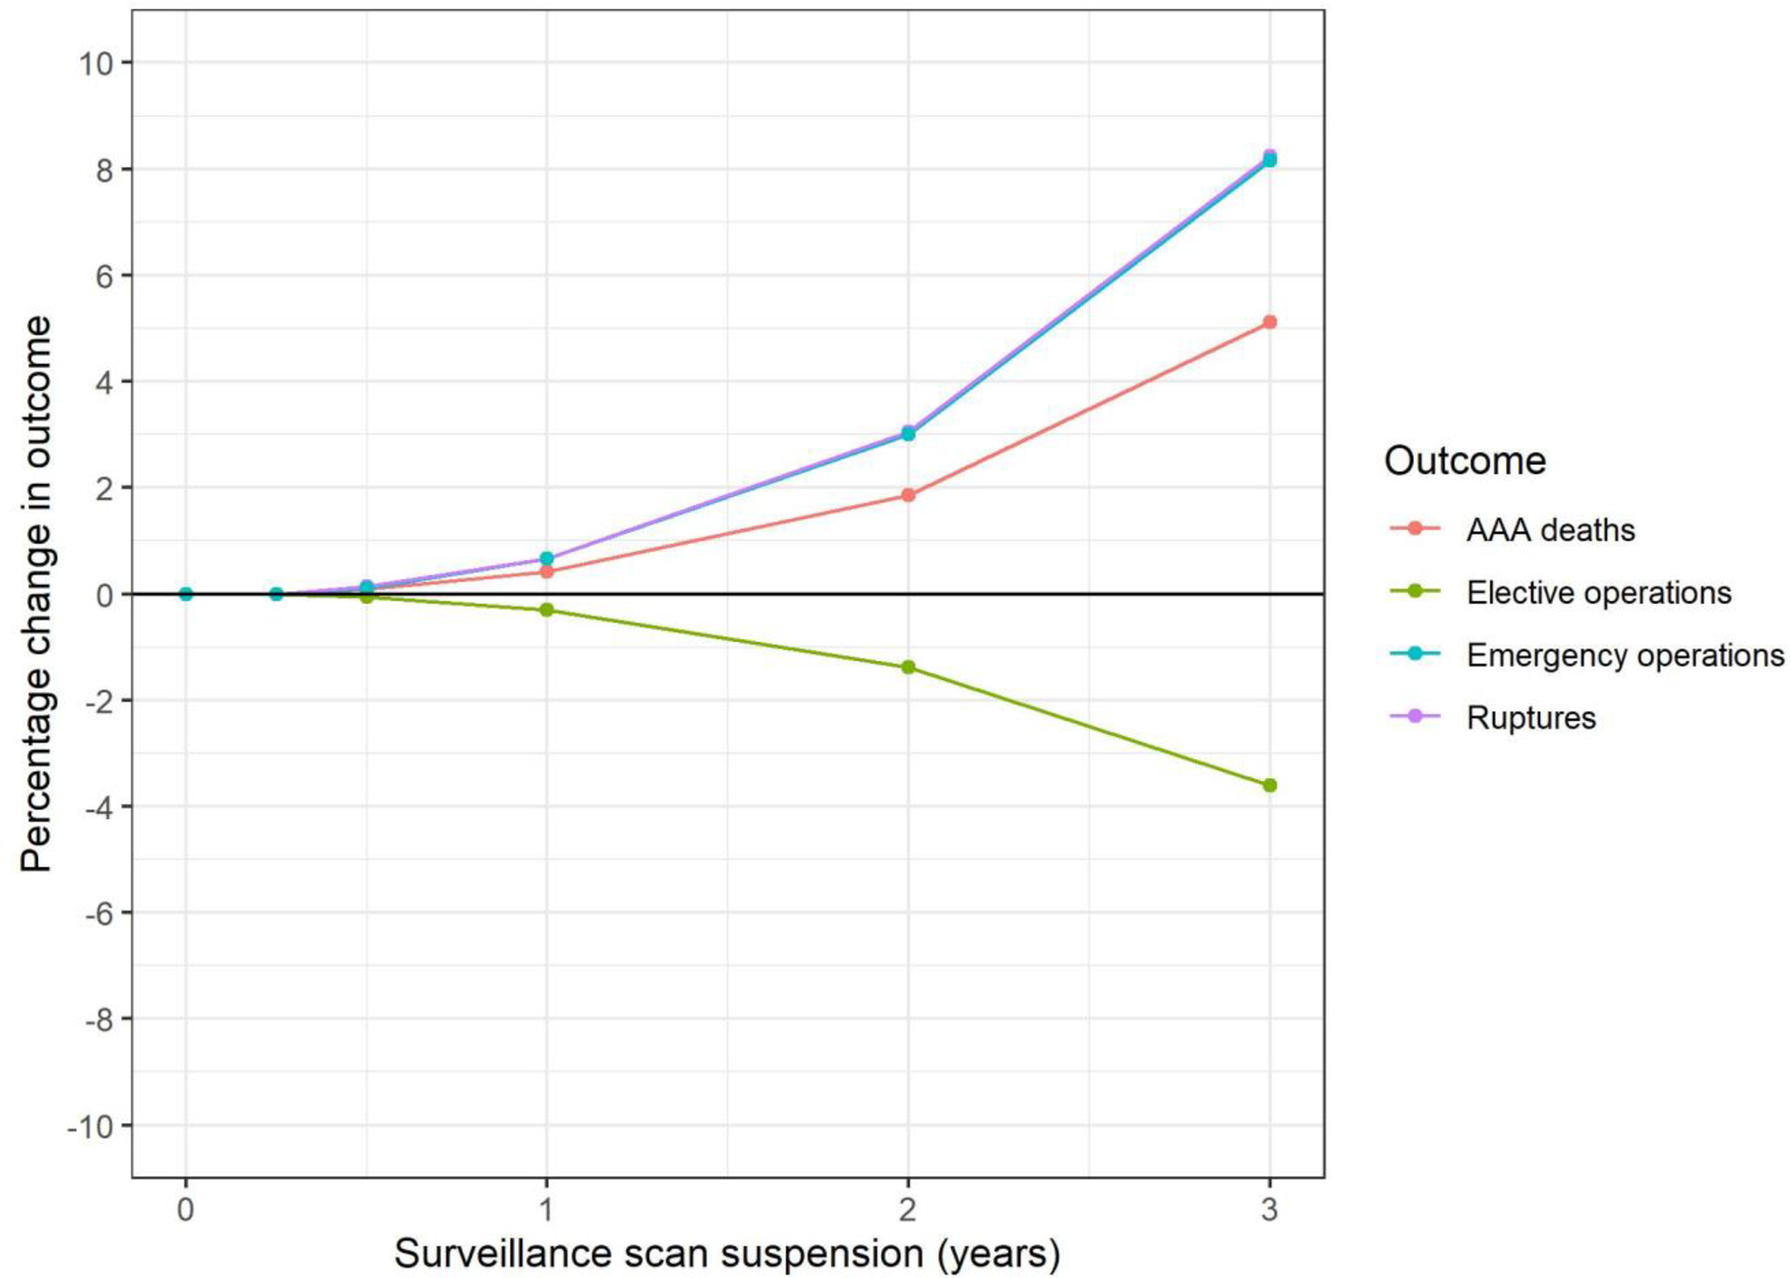 Percentage change in outcome
10
8
6
4
2
0
-2
-4
-6
-8
-10
0 1 2 3
Surveillance scan suspension (years)
Outcome
AAA deaths
Elective operations
Emergency operations
Ruptures